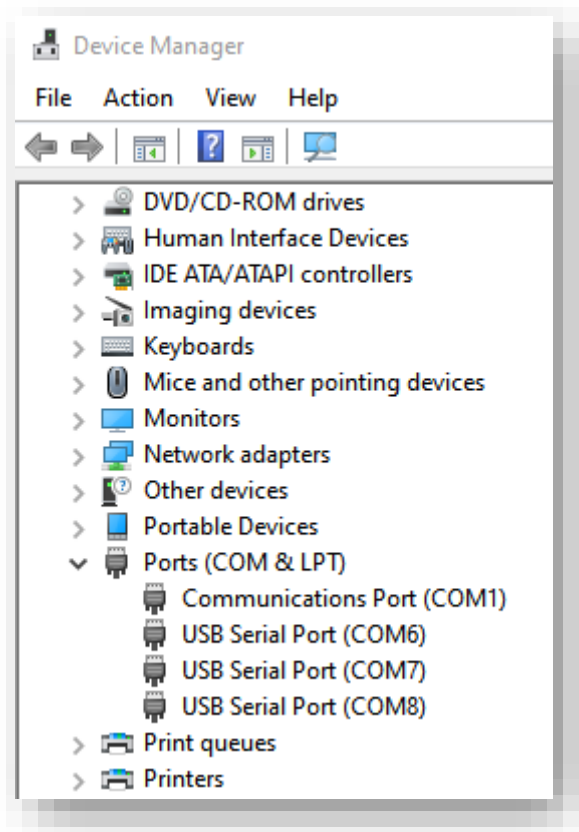 Device Manager
File Action View Help
DVD/CD-ROM drives
Human Interface Devices
IDE ATA/ATAPI controllers
Imaging devices
Keyboards
Mice and other pointing devices
Monitors
Network adapters
Other devices
Portable Devices
Ports (COM & LPT)
Communications Port (COM1)
USB Serial Port (COM6)
USB Serial Port (COM7)
USB Serial Port (COM8)
Print queues
Printers